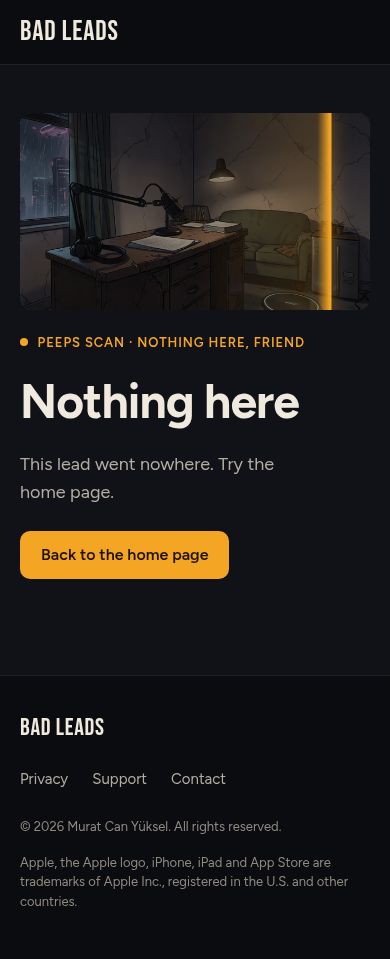 BAD LEADS
PEEPS SCAN · NOTHING HERE, FRIEND
Nothing here
This lead went nowhere. Try the
home page.
Back to the home page
BAD LEADS
Privacy Support Contact
© 2026 Murat Can Yüksel. All rights reserved.
Apple, the Apple logo, iPhone, iPad and App Store are
trademarks of Apple Inc., registered in the U.S. and other
countries.